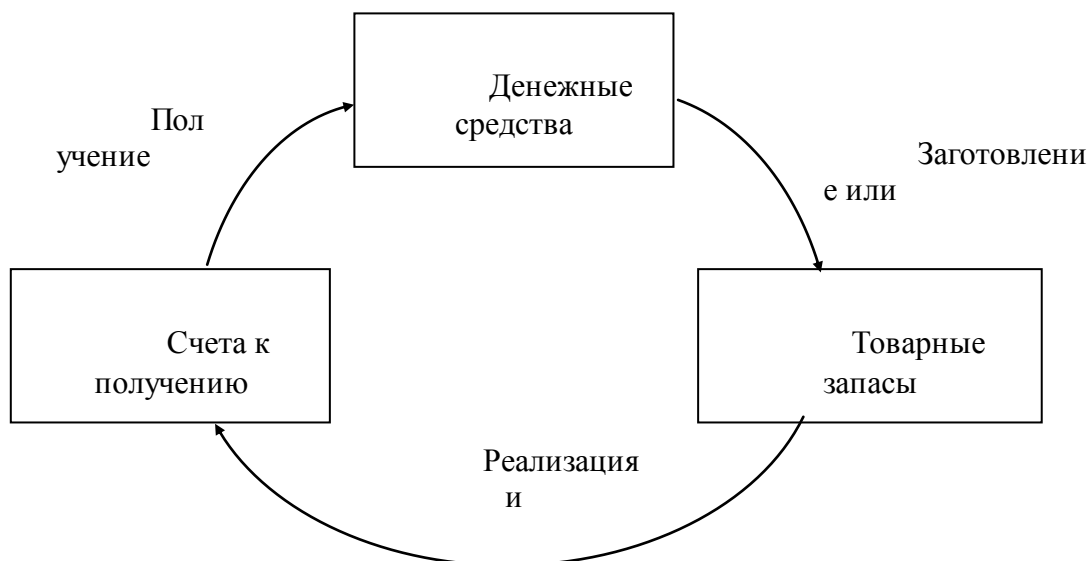 Денежные
средства
Пол
учение
Заготовлени
е или
Счета к
получению
Товарные
запасы
Реализация
и